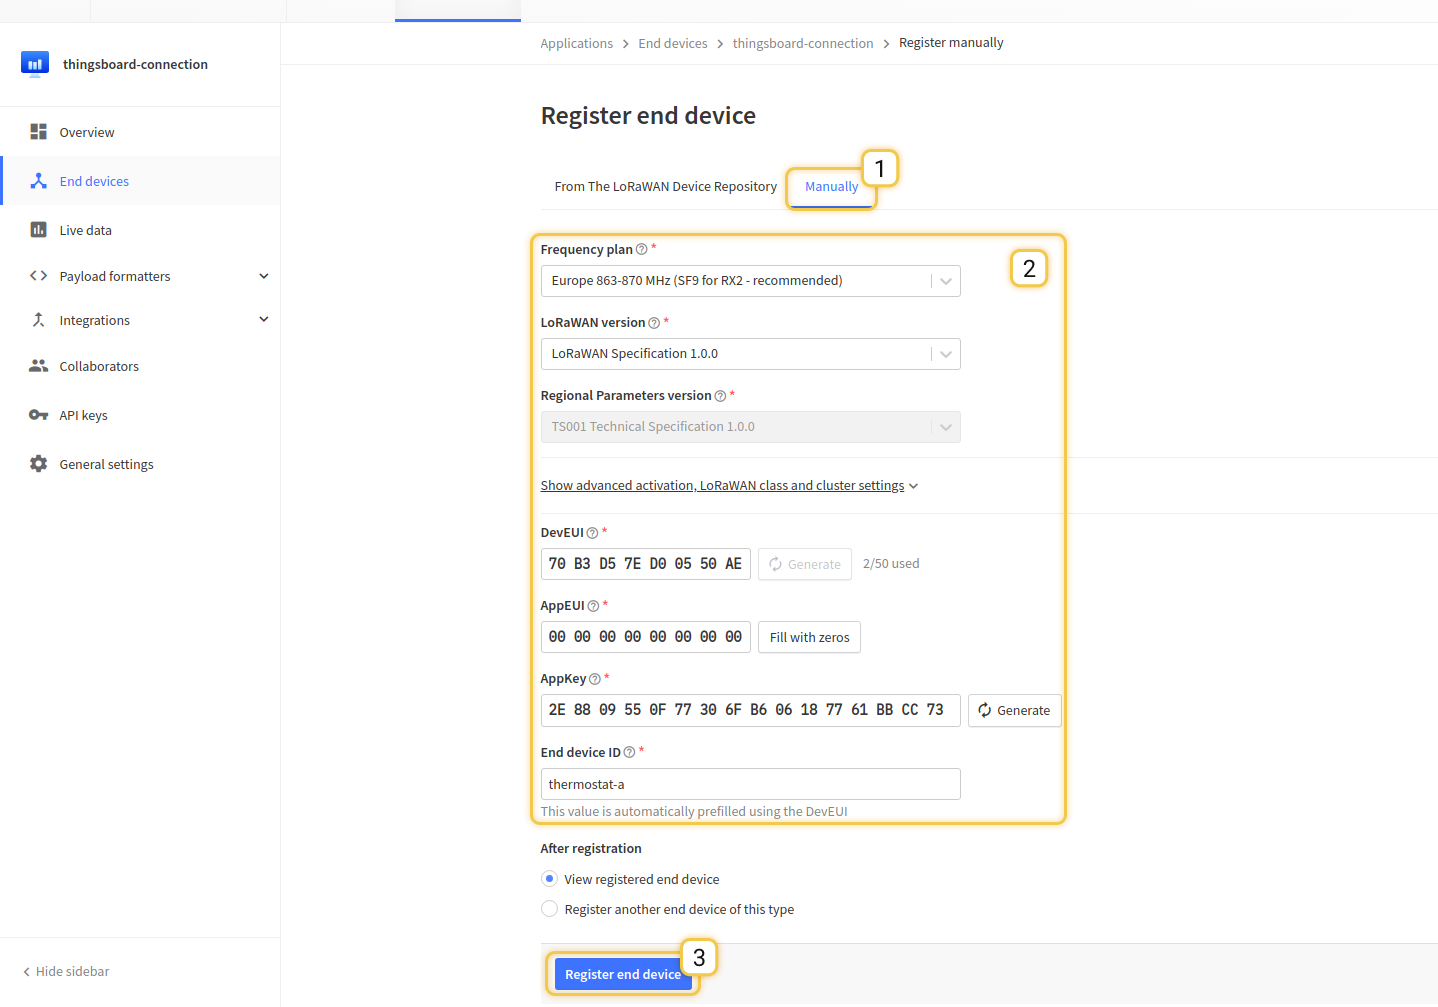 thingsboard-connection
Overview
End devices
Live data
Payload formatters
Integrations
Collaborators
API keys
General settings
Hide sidebar
Applications > End devices > thingsboard-connection > Register manually
Register end device
From The LoRaWAN Device Repository Manually 1
2
Frequency plan *
Europe 863-870 MHz (SF9 for RX2 - recommended)
LoRaWAN version *
LoRaWAN Specification 1.0.0
Regional Parameters version *
TS001 Technical Specification 1.0.0
Show advanced activation, LoRaWAN class and cluster settings
DevEUI *
70 B3 D5 7E D0 05 50 AE Generate 2/50 used
AppEUI *
00 00 00 00 00 00 00 00 Fill with zeros
AppKey *
2E 88 09 55 0F 77 30 6F B6 06 18 77 61 BB CC 73 Generate
End device ID *
thermostat-a
This value is automatically prefilled using the DevEUI
After registration
View registered end device
Register another end device of this type
Register end device 3